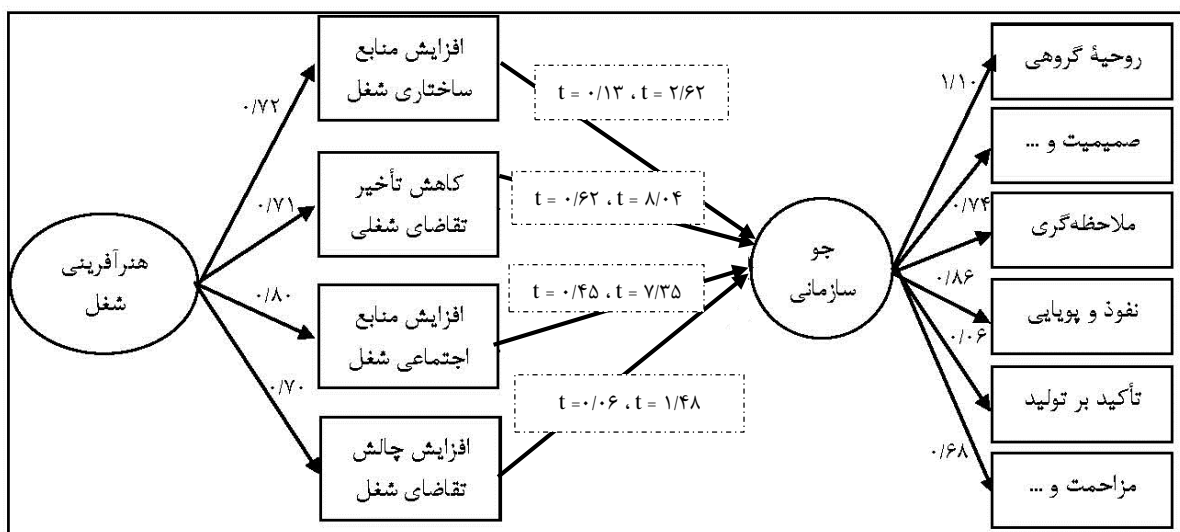 هنرآفرینی
شغل
۰/۷۲
۰/۷۱
۰/۸۰
۰/۷۰
افزایش منابع
ساختاری شغل
کاهش تأخیر
تقاضای شغلی
افزایش منابع
اجتماعی شغل
افزایش چالش
تقاضای شغل
t = ۰/۱۳ ، t = ۲/۶۲
t = ۰/۶۲ ، t = ۸/۰۴
t = ۰/۴۵ ، t = ۷/۳۵
t =۰/۰۶ ، t = ۱/۴۸
جو
سازمانی
۱/۱۰
۰/۷۴
۰/۸۶
۰/۰۶
۰/۶۸
روحیهٔ گروهی
صمیمیت و ...
ملاحظه‌گری
نفوذ و پویایی
تأکید بر تولید
مزاحمت و ...